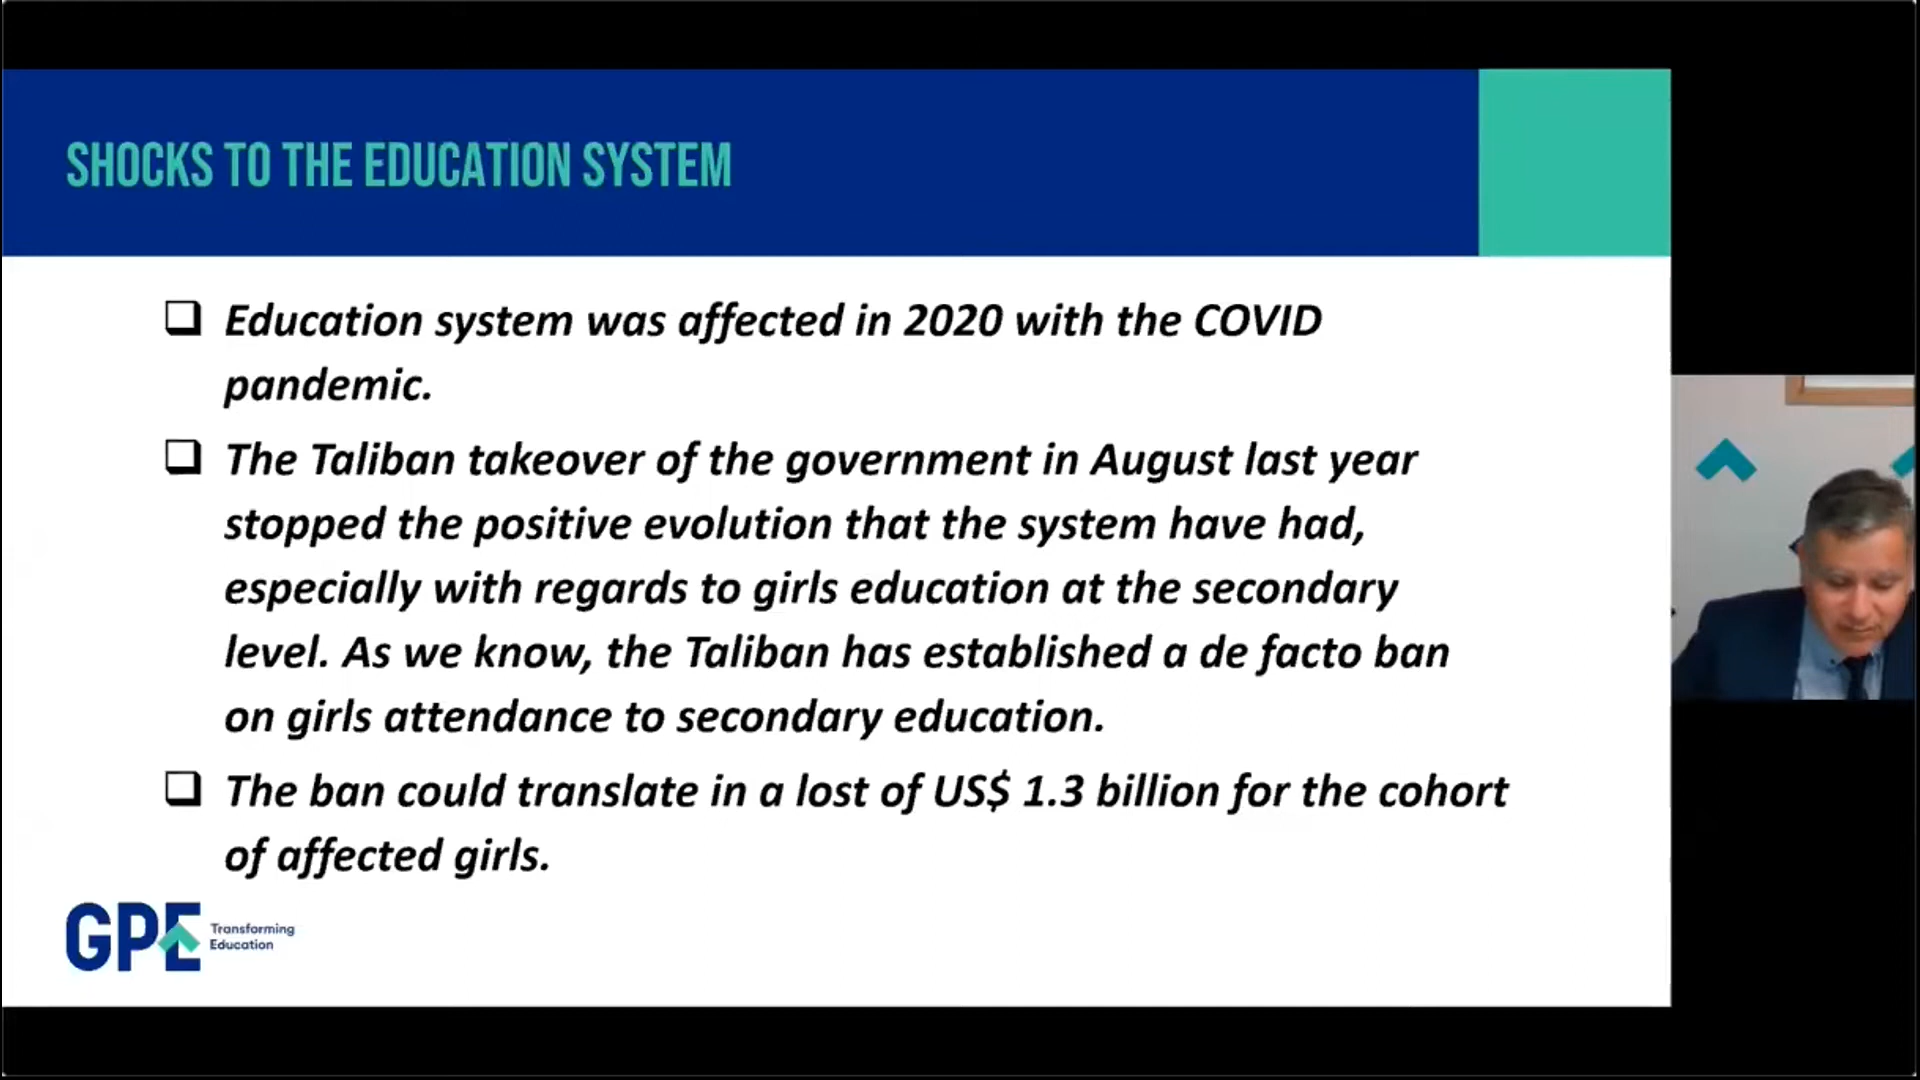 SHOCKS TO THE EDUCATION SYSTEM
Education system was affected in 2020 with the COVID
pandemic.
The Taliban takeover of the government in August last year
stopped the positive evolution that the system have had,
especially with regards to girls education at the secondary
level. As we know, the Taliban has established a de facto ban
on girls attendance to secondary education.
The ban could translate in a lost of US$ 1.3 billion for the cohort
of affected girls.
GPE
Transforming
Education